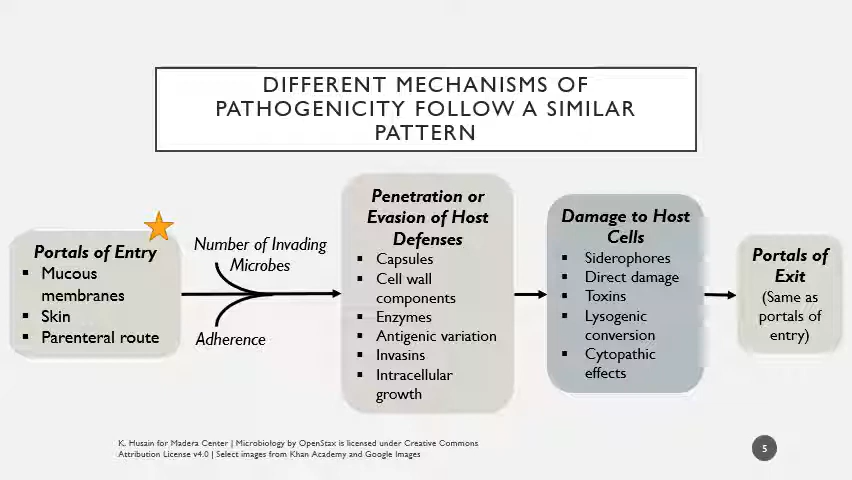 DIFFERENT MECHANISMS OF
PATHOGENICITY FOLLOW A SIMILAR
PATTERN
Portals of Entry
▪ Mucous
membranes
▪ Skin
▪ Parenteral route
Number of Invading
Microbes
Adherence
Penetration or
Evasion of Host
Defenses
▪ Capsules
▪ Cell wall
components
▪ Enzymes
▪ Antigenic variation
▪ Invasins
▪ Intracellular
growth
Damage to Host
Cells
▪ Siderophores
▪ Direct damage
▪ Toxins
▪ Lysogenic
conversion
▪ Cytopathic
effects
Portals of
Exit
(Same as
portals of
entry)
K. Husain for Madera Center | Microbiology by OpenStax is licensed under Creative Commons
Attribution License v4.0 | Select images from Khan Academy and Google Images
5